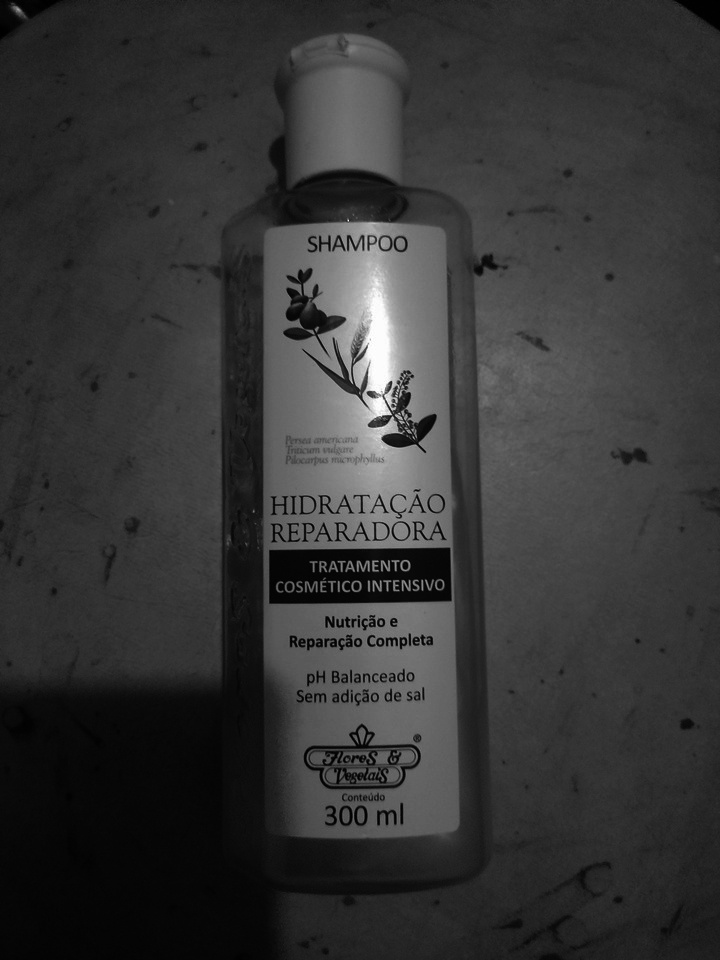 SHAMPOO
Persea americana
Triticum vulgare
Pilocarpus microphyllus
HIDRATAÇÃO
REPARADORA
TRATAMENTO
COSMÉTICO INTENSIVO
Nutrição e
Reparação Completa
pH Balanceado
Sem adição de sal
Flores &
Vegetais
®
Conteúdo
300 ml